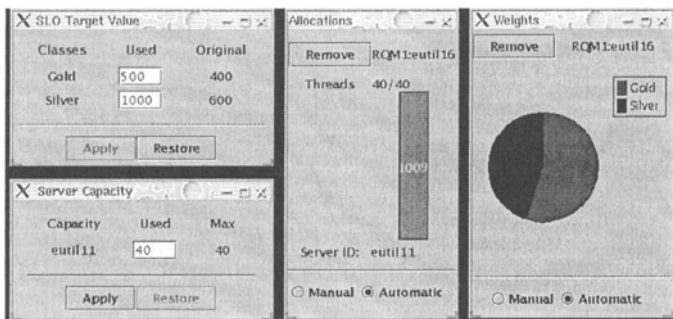 SLO Target Value
Classes Used Original
Gold 500 400
Silver 1000 600
Apply Restore
Server Capacity
Capacity Used Max
eutil11 40 40
Apply Restore
Allocations
Remove RQM1:eutil16
Threads 40/40
Server ID: eutil11
Manual Automatic
Weights
Remove RQM1:eutil16
Gold
Silver
Manual Automatic